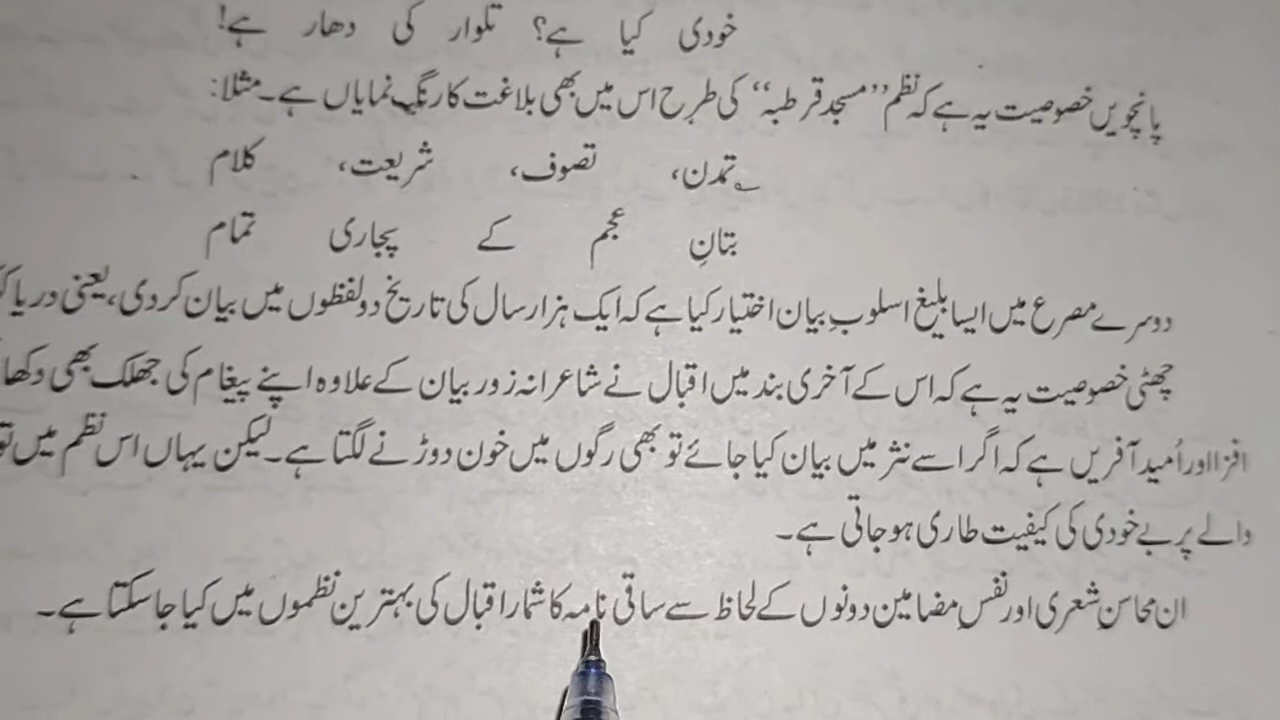 خودی کیا ہے؟ تلوار کی دھار ہے!
پانچویں خصوصیت یہ ہے کہ نظم ”مسجد قرطبہ“ کی طرح اس میں بھی بلاغت کا رنگ نمایاں ہے۔ مثلاً:
؎ تمدن، تصوف، شریعت، کلام
بتانِ عجم کے پجاری تمام
دوسرے مصرع میں ایسا بلیغ اسلوبِ بیان اختیار کیا ہے کہ ایک ہزار سال کی تاریخ دو لفظوں میں بیان کر دی، یعنی دریا
چھٹی خصوصیت یہ ہے کہ اس کے آخری بند میں اقبال نے شاعرانہ زور بیان کے علاوہ اپنے پیغام کی جھلک بھی دکھا
افزا اور اُمید آفریں ہے کہ اگر اسے نثر میں بیان کیا جائے تو بھی رگوں میں خون دوڑنے لگتا ہے۔ لیکن یہاں اس نظم میں تو
والے پر بے خودی کی کیفیت طاری ہو جاتی ہے۔
ان محاسنِ شعری اور نفسِ مضامین دونوں کے لحاظ سے ساقی نامہ کا شمار اقبال کی بہترین نظموں میں کیا جا سکتا ہے۔